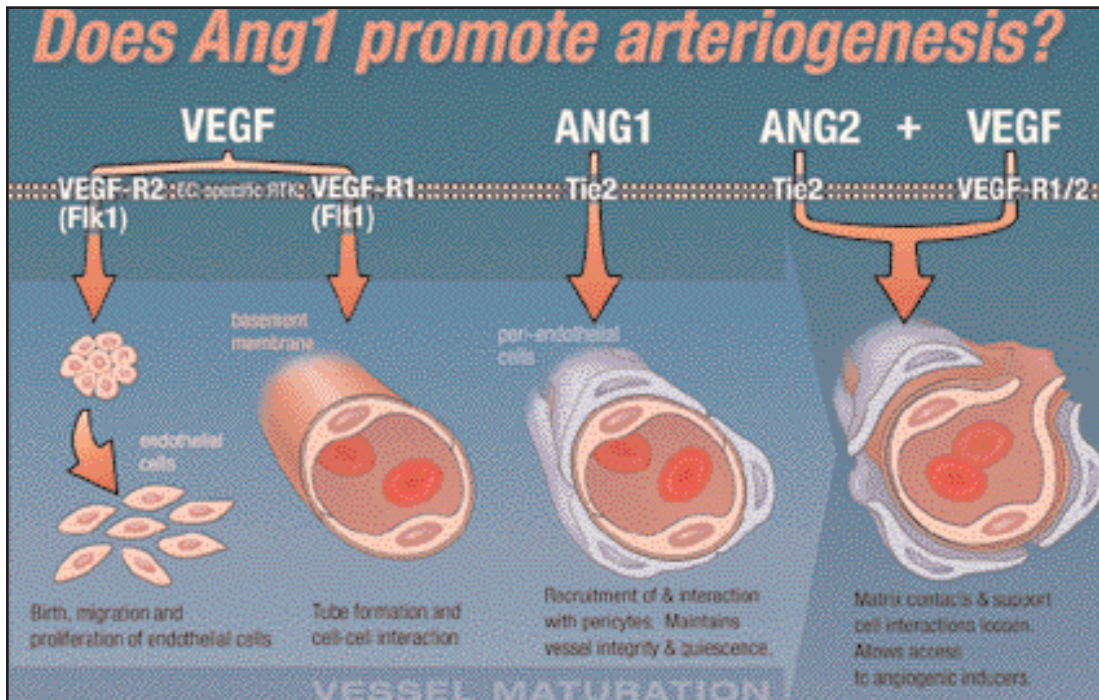 Does Ang1 promote arteriogenesis?
VEGF
ANG1
ANG2 + VEGF
VEGF-R2
(Flk1)
EC-specific RTK
VEGF-R1
(Flt1)
Tie2
Tie2
VEGF-R1/2
basement
membrane
peri-endothelial
cells
endothelial
cells
Birth, migration and
proliferation of endothelial cells
Tube formation and
cell-cell interaction
Recruitment of & interaction
with pericytes. Maintains
vessel integrity & quiescence.
Matrix contacts & support
cell interactions loosen.
Allows access
to angiogenic inducers.
VESSEL MATURATION